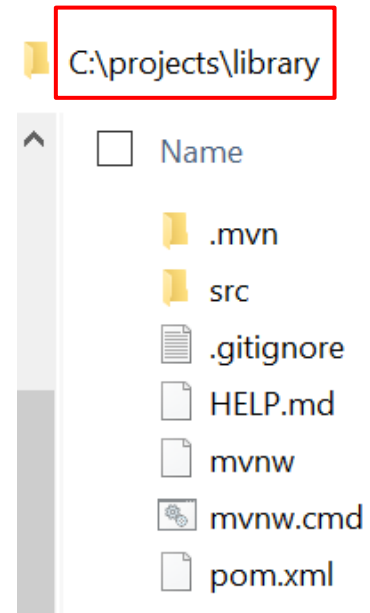 C:\projects\library
Name
.mvn
src
.gitignore
HELP.md
mvnw
mvnw.cmd
pom.xml